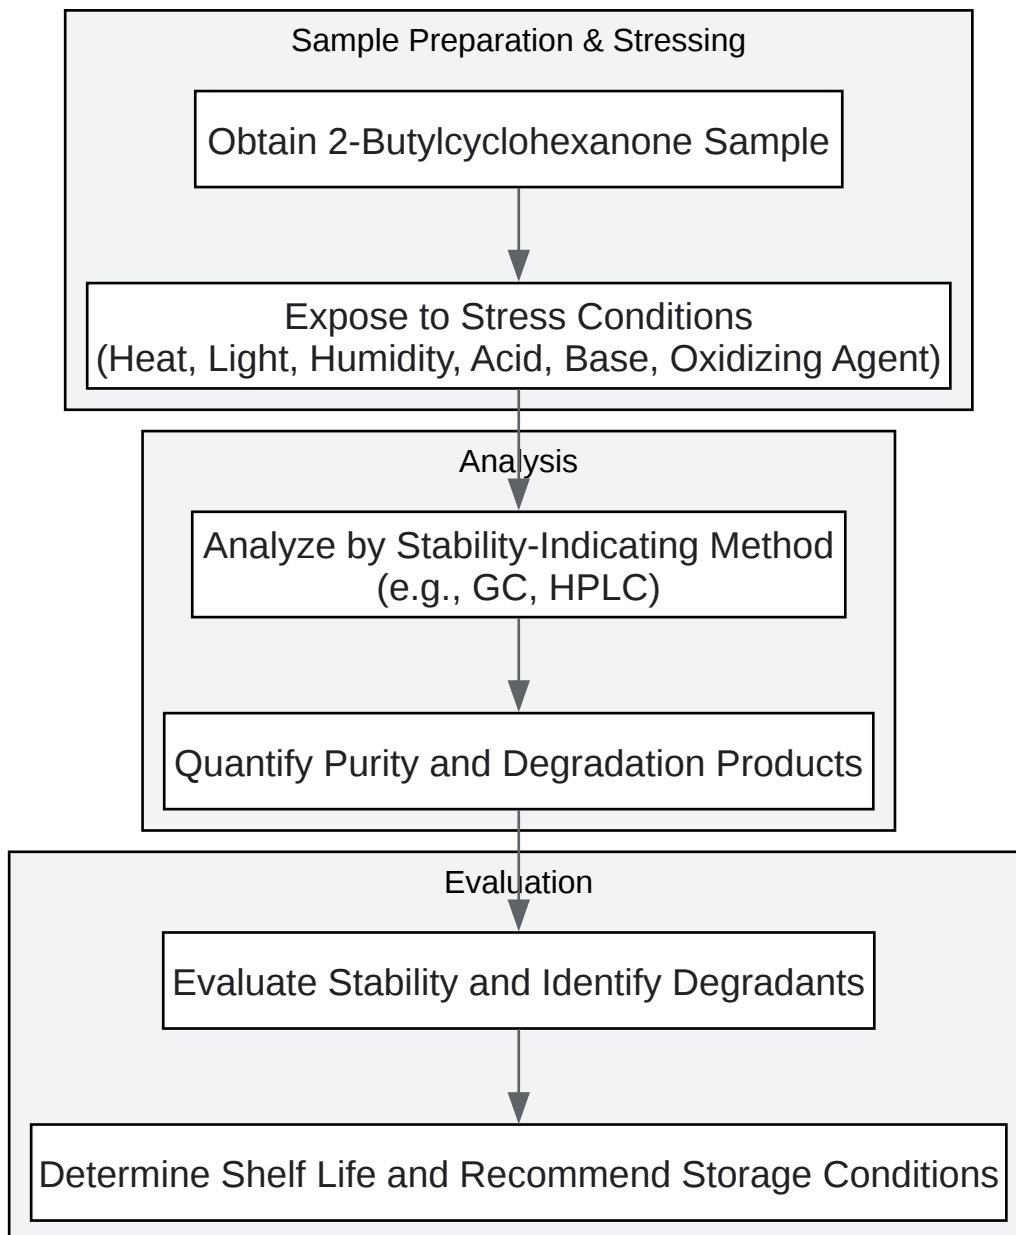 Sample Preparation & Stressing
Obtain 2-Butylcyclohexanone Sample
Expose to Stress Conditions
(Heat, Light, Humidity, Acid, Base, Oxidizing Agent)
Analysis
Analyze by Stability-Indicating Method
(e.g., GC, HPLC)
Quantify Purity and Degradation Products
Evaluation
Evaluate Stability and Identify Degradants
Determine Shelf Life and Recommend Storage Conditions